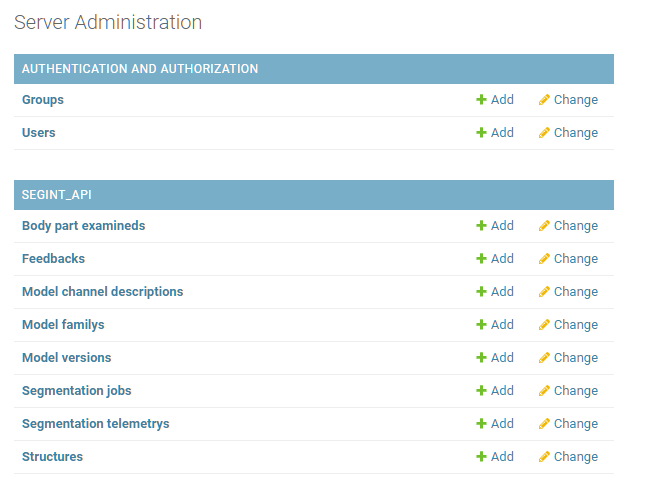 Server Administration
AUTHENTICATION AND AUTHORIZATION
Groups Add Change
Users Add Change
SEGINT_API
Body part examineds Add Change
Feedbacks Add Change
Model channel descriptions Add Change
Model familys Add Change
Model versions Add Change
Segmentation jobs Add Change
Segmentation telemetrys Add Change
Structures Add Change